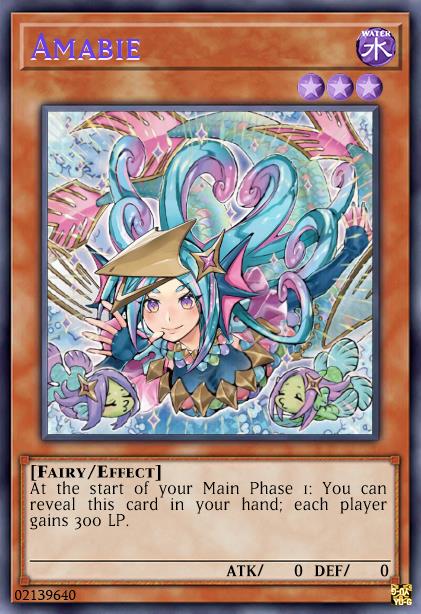 Amabie
WATER
水
[Fairy/Effect]
At the start of your Main Phase 1: You can
reveal this card in your hand; each player
gains 300 LP.
ATK/ 0 DEF/ 0
02139640